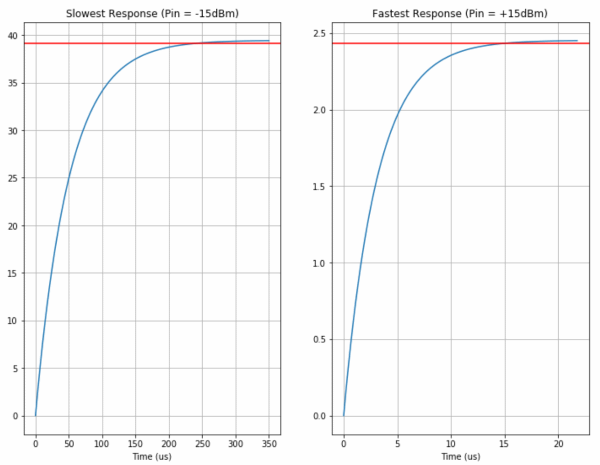 Slowest Response (Pin = -15dBm)
40
35
30
25
20
15
10
5
0
0 50 100 150 200 250 300 350
Time (us)
Fastest Response (Pin = +15dBm)
2.5
2.0
1.5
1.0
0.5
0.0
0 5 10 15 20
Time (us)